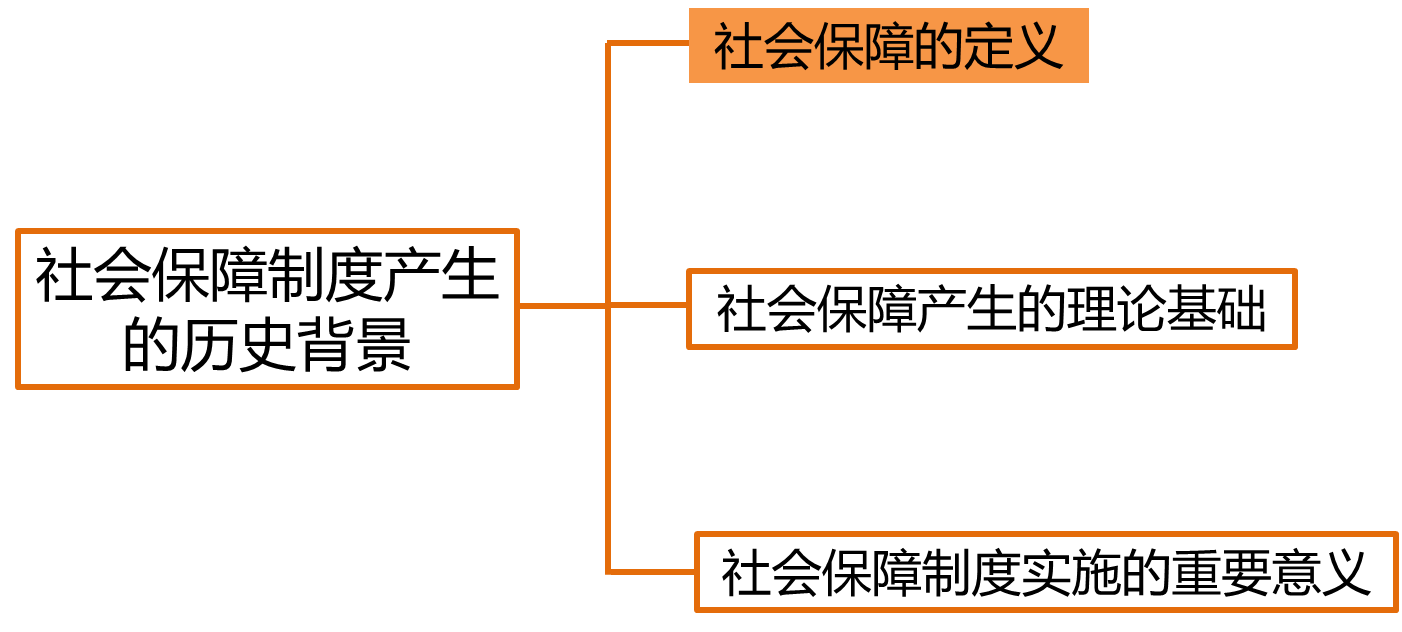 社会保障的定义
社会保障制度产生
的历史背景
社会保障产生的理论基础
社会保障制度实施的重要意义